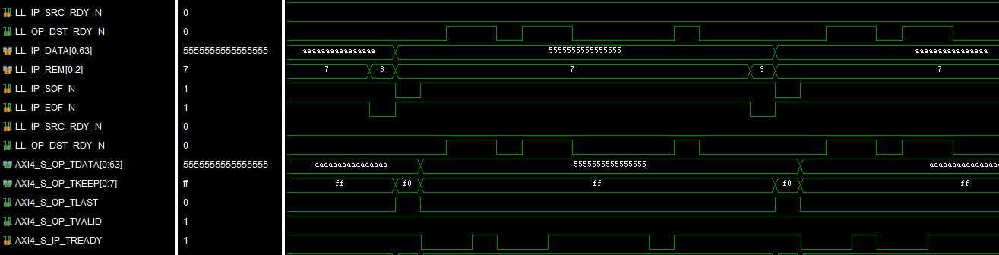 LL_IP_SRC_RDY_N 0
LL_OP_DST_RDY_N 0
LL_IP_DATA[0:63] 5555555555555555 aaaaaaaaaaaaaaaa 5555555555555555 aaaaaaaaaaaaaaaa
LL_IP_REM[0:2] 7 7 3 7 3 7
LL_IP_SOF_N 1
LL_IP_EOF_N 1
LL_IP_SRC_RDY_N 0
LL_OP_DST_RDY_N 0
AXI4_S_OP_TDATA[0:63] 5555555555555555 aaaaaaaaaaaaaaaa 5555555555555555 aaaaaaaaaaaaaaa
AXI4_S_OP_TKEEP[0:7] ff ff f0 ff f0 ff
AXI4_S_OP_TLAST 0
AXI4_S_OP_TVALID 1
AXI4_S_IP_TREADY 1